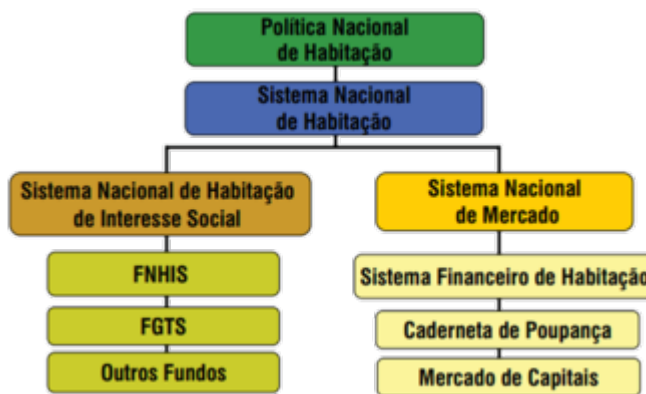 Política Nacional
de Habitação
Sistema Nacional
de Habitação
Sistema Nacional de Habitação
de Interesse Social
FNHIS
FGTS
Outros Fundos
Sistema Nacional
de Mercado
Sistema Financeiro de Habitação
Caderneta de Poupança
Mercado de Capitais